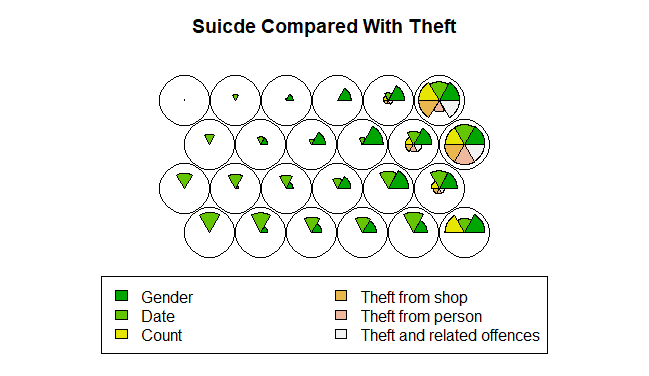 Suicde Compared With Theft
Gender
Date
Count
Theft from shop
Theft from person
Theft and related offences